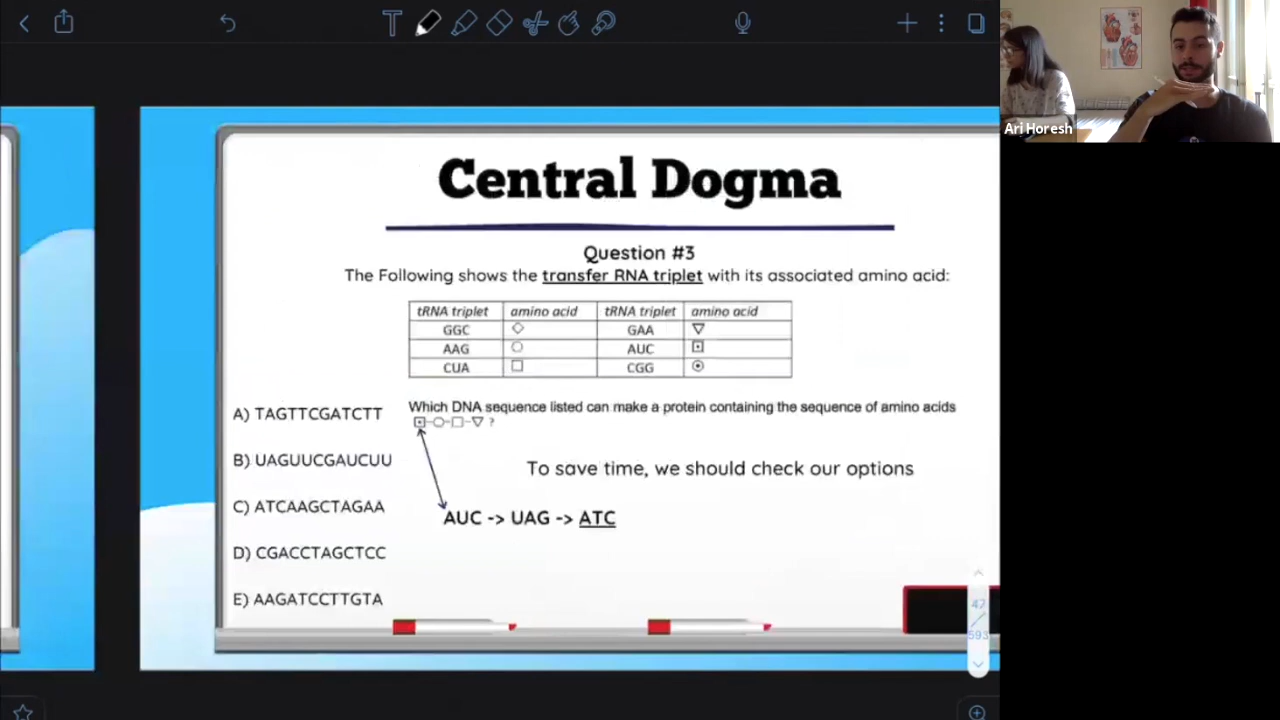 Ari Horesh
Central Dogma
Question #3
The Following shows the transfer RNA triplet with its associated amino acid:
tRNA triplet amino acid tRNA triplet amino acid
GGC GAA
AAG AUC
CUA CGG
Which DNA sequence listed can make a protein containing the sequence of amino acids
?
A) TAGTTCGATCTT
B) UAGUUCGAUCUU
C) ATCAAGCTAGAA
D) CGACCTAGCTCC
E) AAGATCCTTGTA
To save time, we should check our options
AUC -> UAG -> ATC
47
593